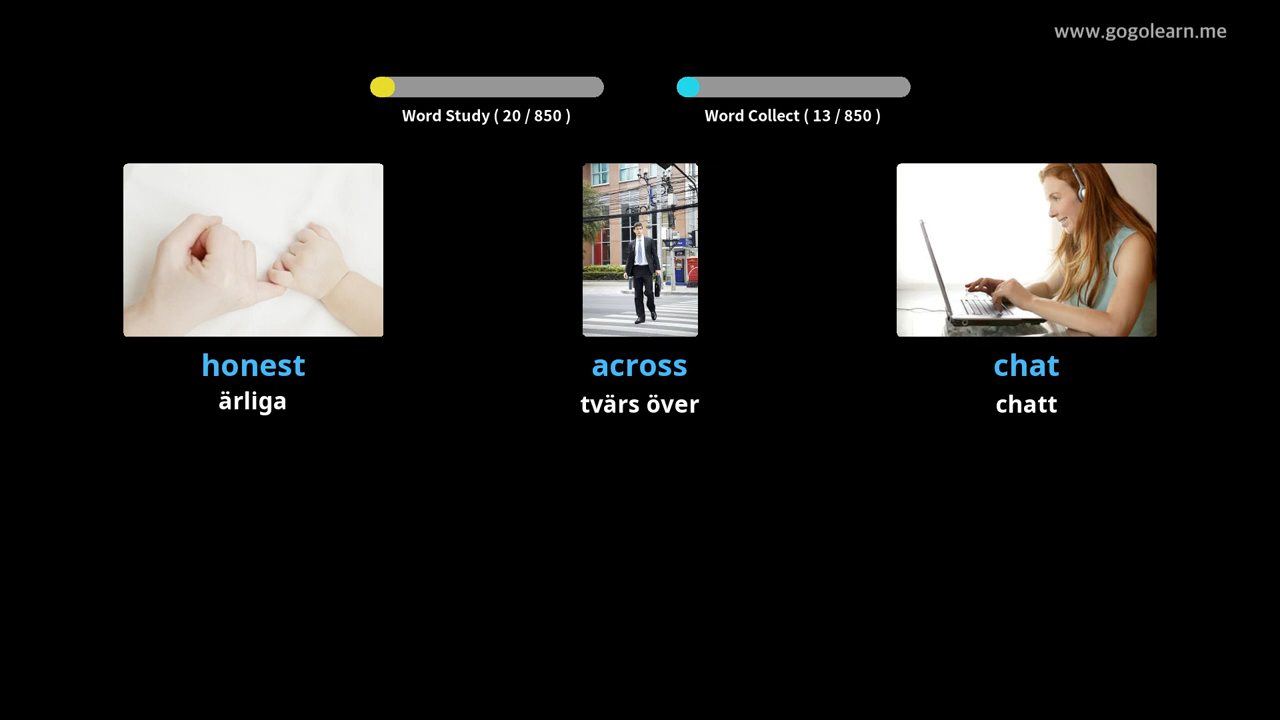 www.gogolearn.me
Word Study ( 20 / 850 )
Word Collect ( 13 / 850 )
honest
across
chat
ärliga
tvärs över
chatt